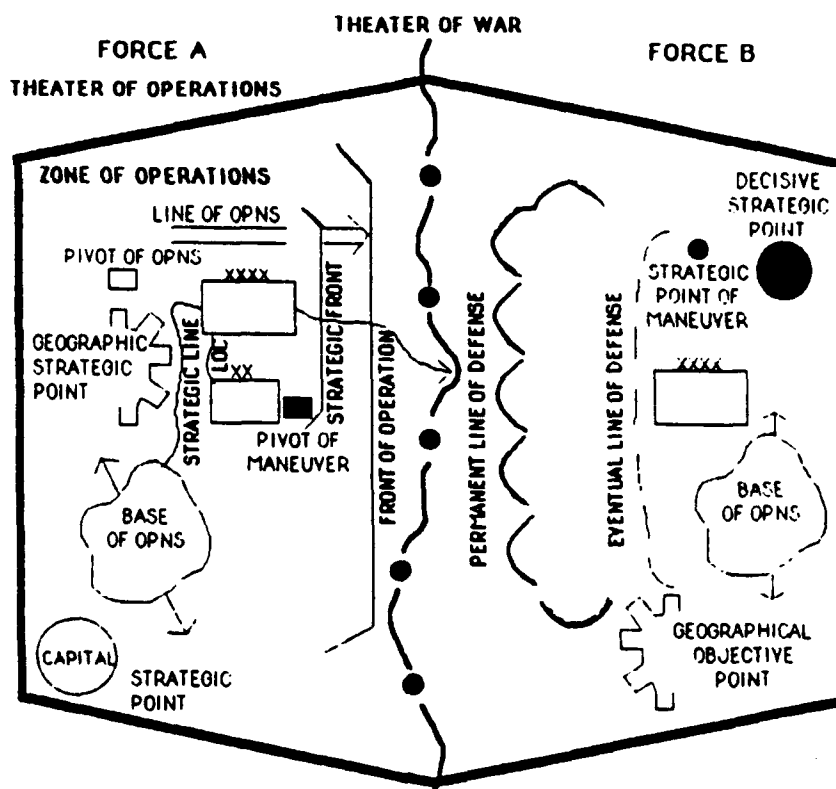 THEATER OF WAR
FORCE A
FORCE B
THEATER OF OPERATIONS
ZONE OF OPERATIONS
LINE OF OPNS
PIVOT OF OPNS
XXXX
GEOGRAPHIC
STRATEGIC
POINT
STRATEGIC LINE
LOC
XX
PIVOT OF
MANEUVER
STRATEGIC FRONT
FRONT OF OPERATION
BASE
OF OPNS
CAPITAL
STRATEGIC
POINT
PERMANENT LINE OF DEFENSE
EVENTUAL LINE OF DEFENSE
DECISIVE
STRATEGIC
POINT
STRATEGIC
POINT OF
MANEUVER
XXXX
BASE
OF OPNS
GEOGRAPHICAL
OBJECTIVE
POINT